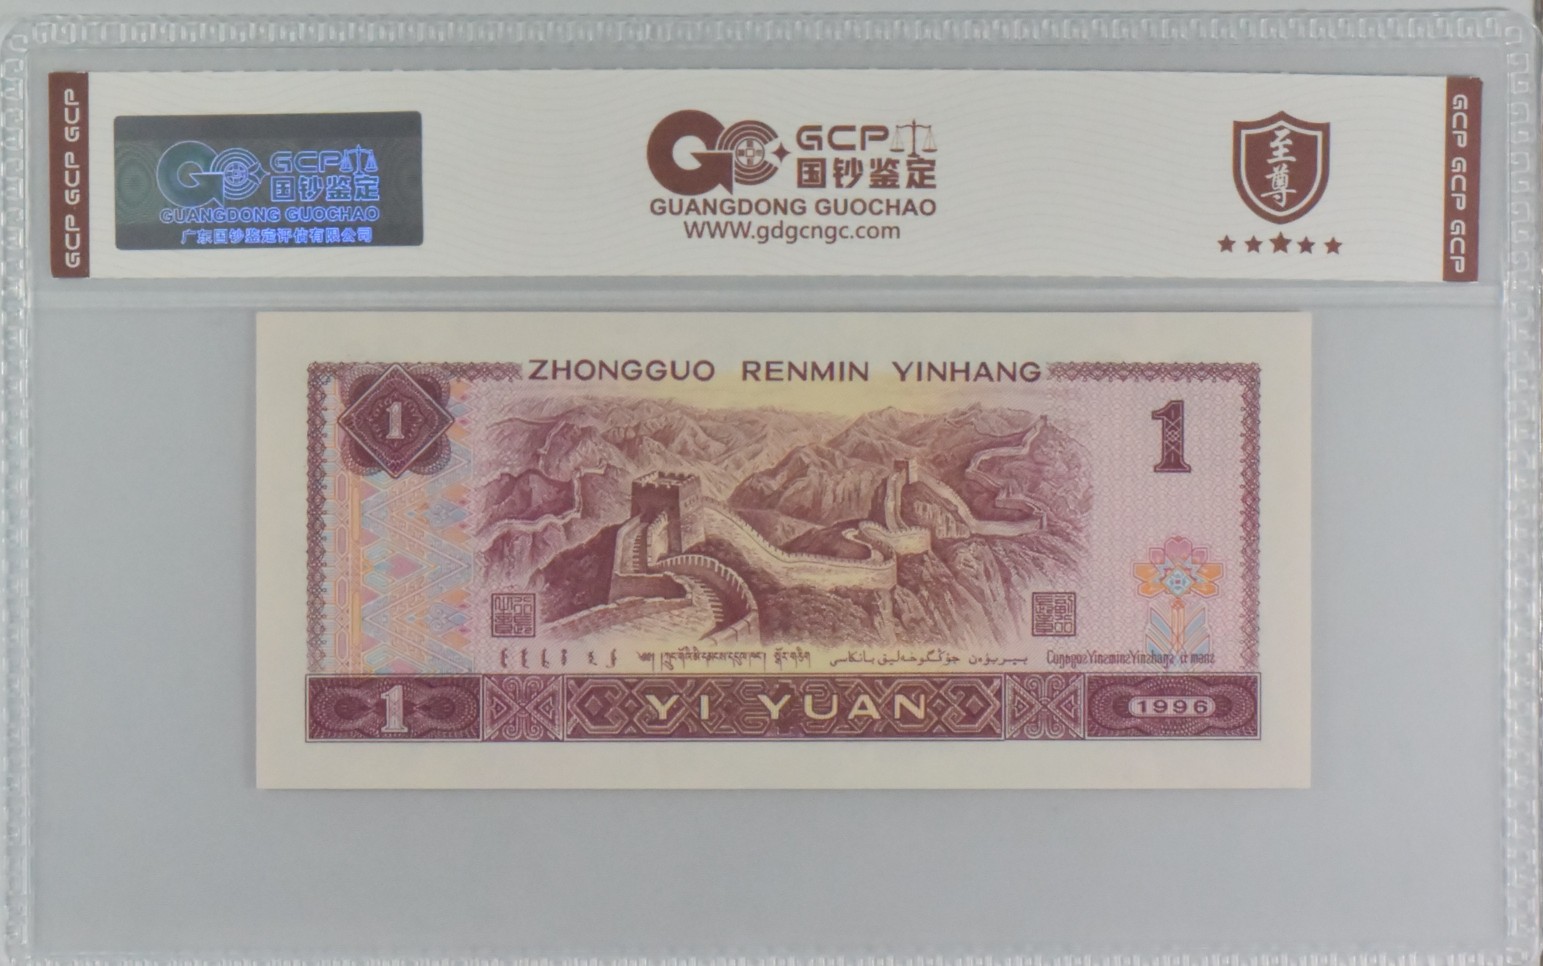 GCP GCP GCP
GCP
国钞鉴定
GUANGDONG GUOCHAO
广东国钞鉴定评估有限公司
GCP
国钞鉴定
GUANGDONG GUOCHAO
WWW.gdgcngc.com
至尊
GCP GCP GCP
ZHONGGUO RENMIN YINHANG
1
1
1
YI YUAN
1996